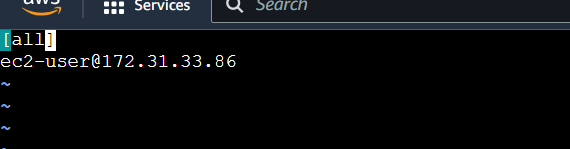 aws
Services
Search
[all]
ec2-user@172.31.33.86
~
~
~
~